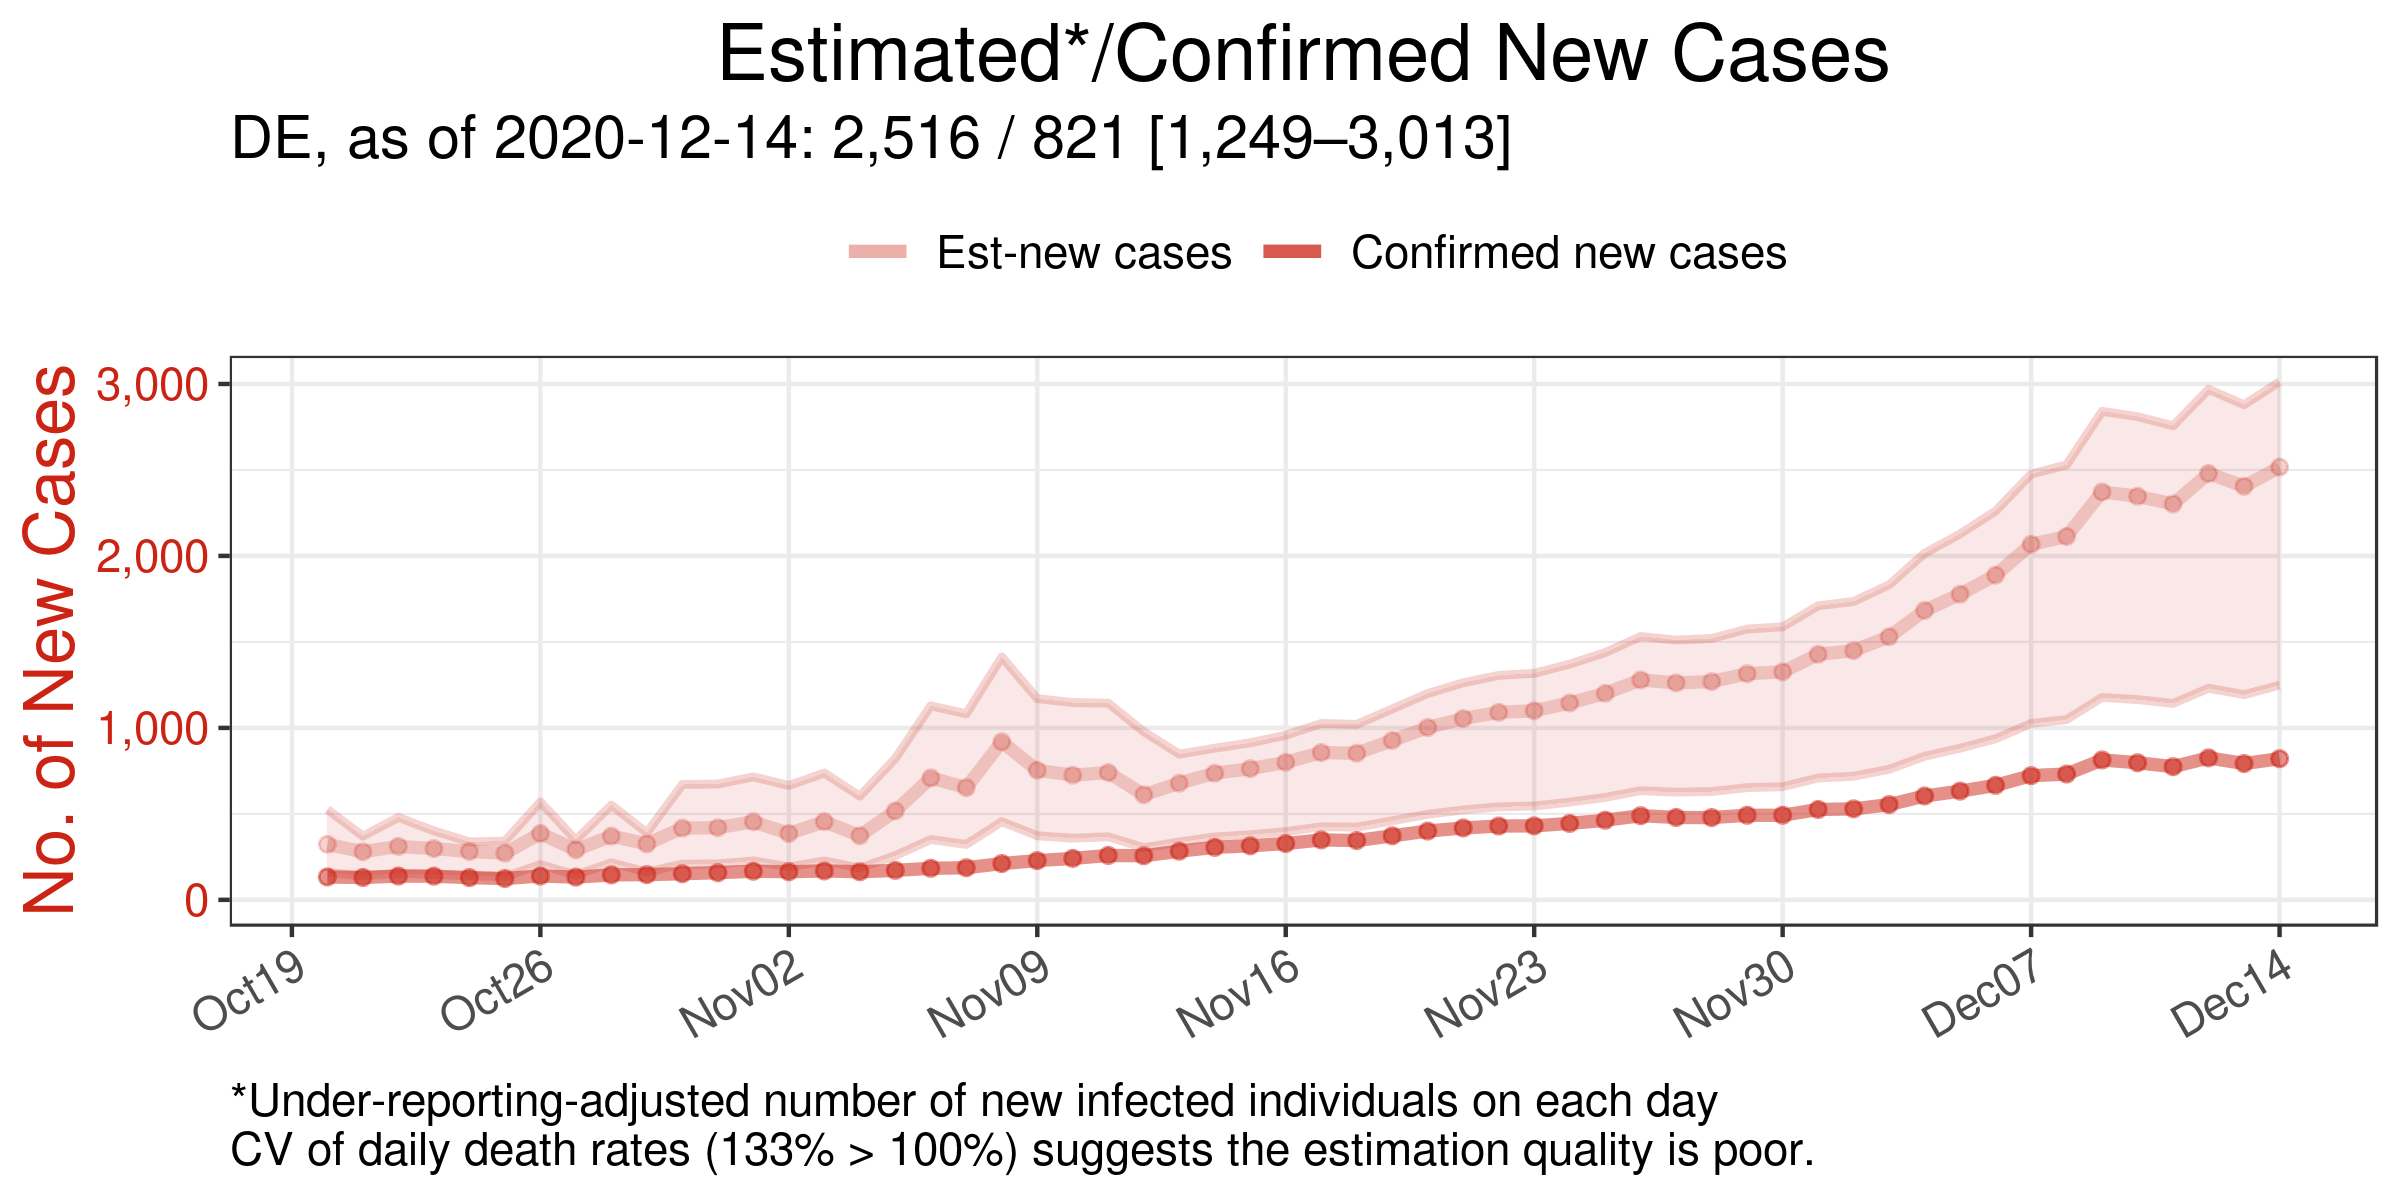 Estimated*/Confirmed New Cases
DE, as of 2020-12-14: 2,516 / 821 [1,249–3,013]
Est-new cases
Confirmed new cases
No. of New Cases
3,000
2,000
1,000
0
Oct19
Oct26
Nov02
Nov09
Nov16
Nov23
Nov30
Dec07
Dec14
*Under-reporting-adjusted number of new infected individuals on each day
CV of daily death rates (133% > 100%) suggests the estimation quality is poor.